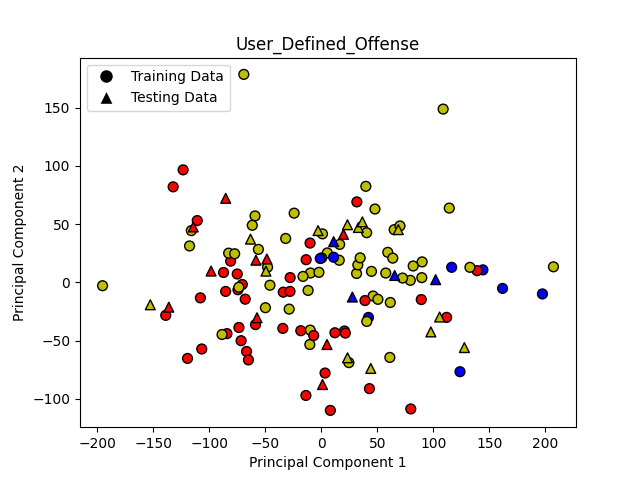 User_Defined_Offense
Training Data
Testing Data
Principal Component 2
150
100
50
0
−50
−100
−200 −150 −100 −50 0 50 100 150 200
Principal Component 1